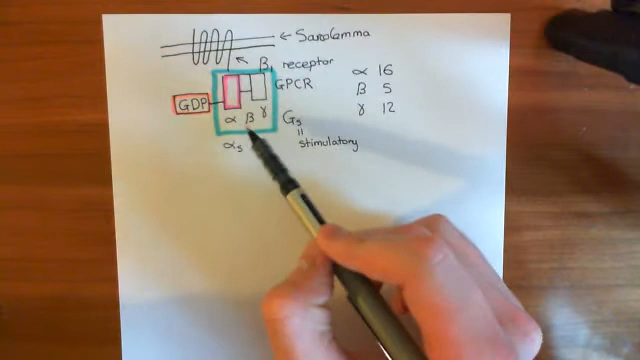 ← Sarcolemma
β₁ receptor
GPCR
GDP
α β γ
Gs
=
stimulatory
αs
α 16
β 5
γ 12